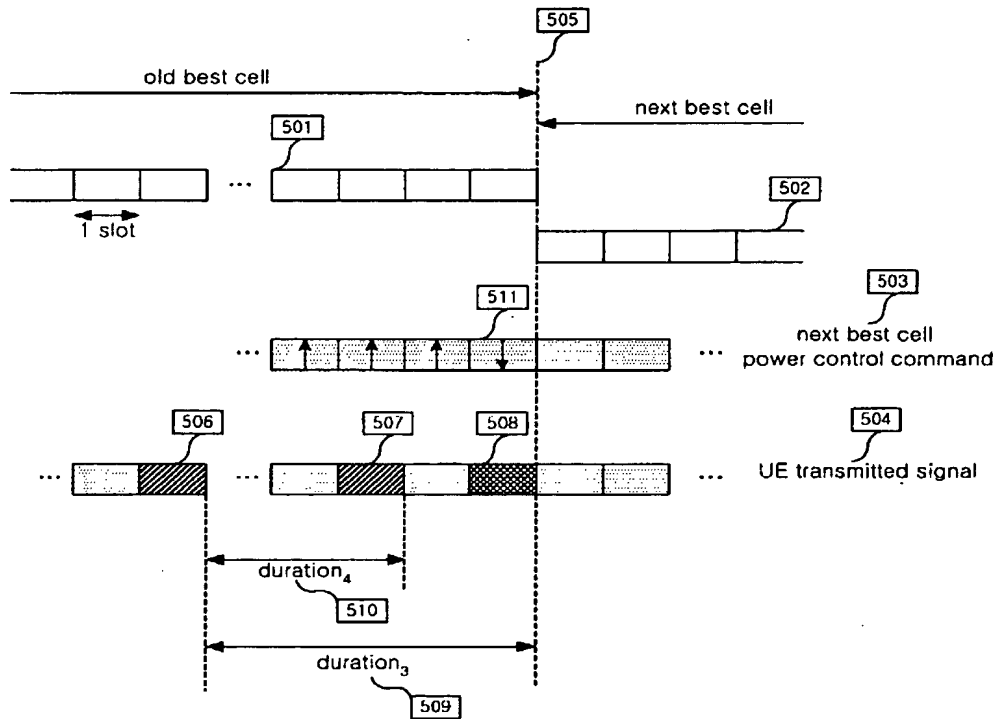 505
old best cell
next best cell
501
...
1 slot
502
511
503
...
next best cell
power control command
...
506
507
508
504
...
...
UE transmitted signal
...
duration4
510
duration3
509